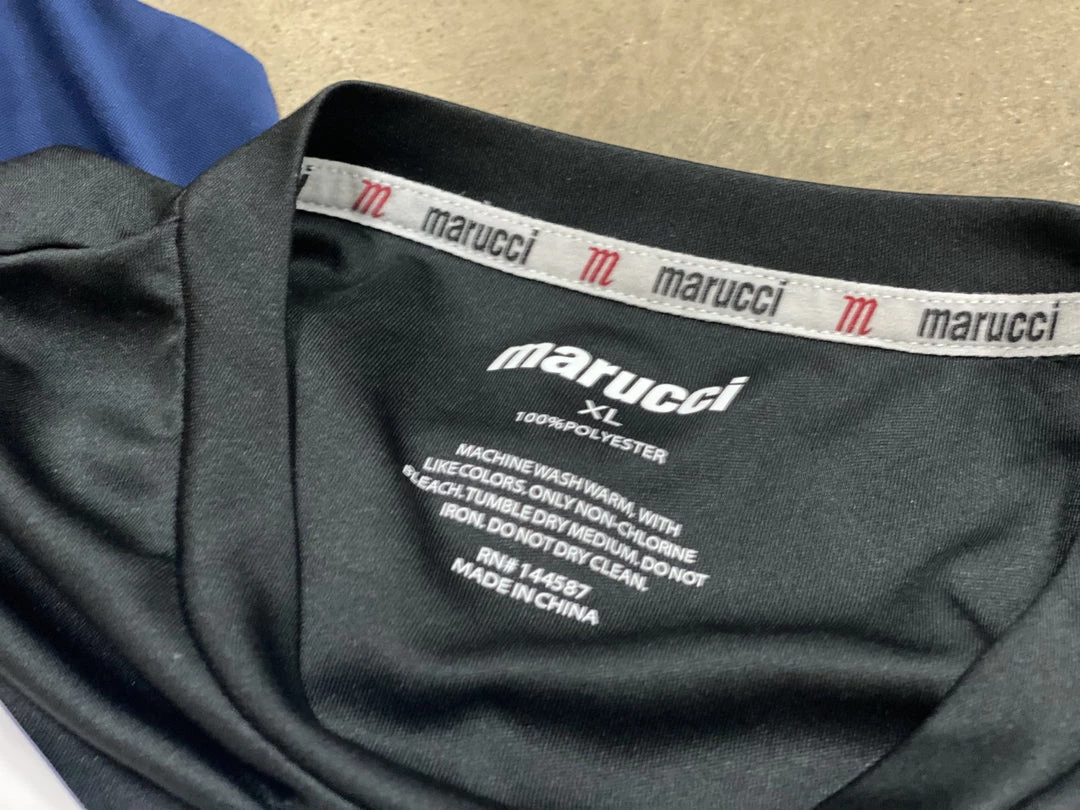 m marucci m marucci m marucci
marucci
XL
100% POLYESTER
MACHINE WASH WARM, WITH
LIKE COLORS. ONLY NON-CHLORINE
BLEACH. TUMBLE DRY MEDIUM. DO NOT
IRON. DO NOT DRY CLEAN.
RN# 144587
MADE IN CHINA